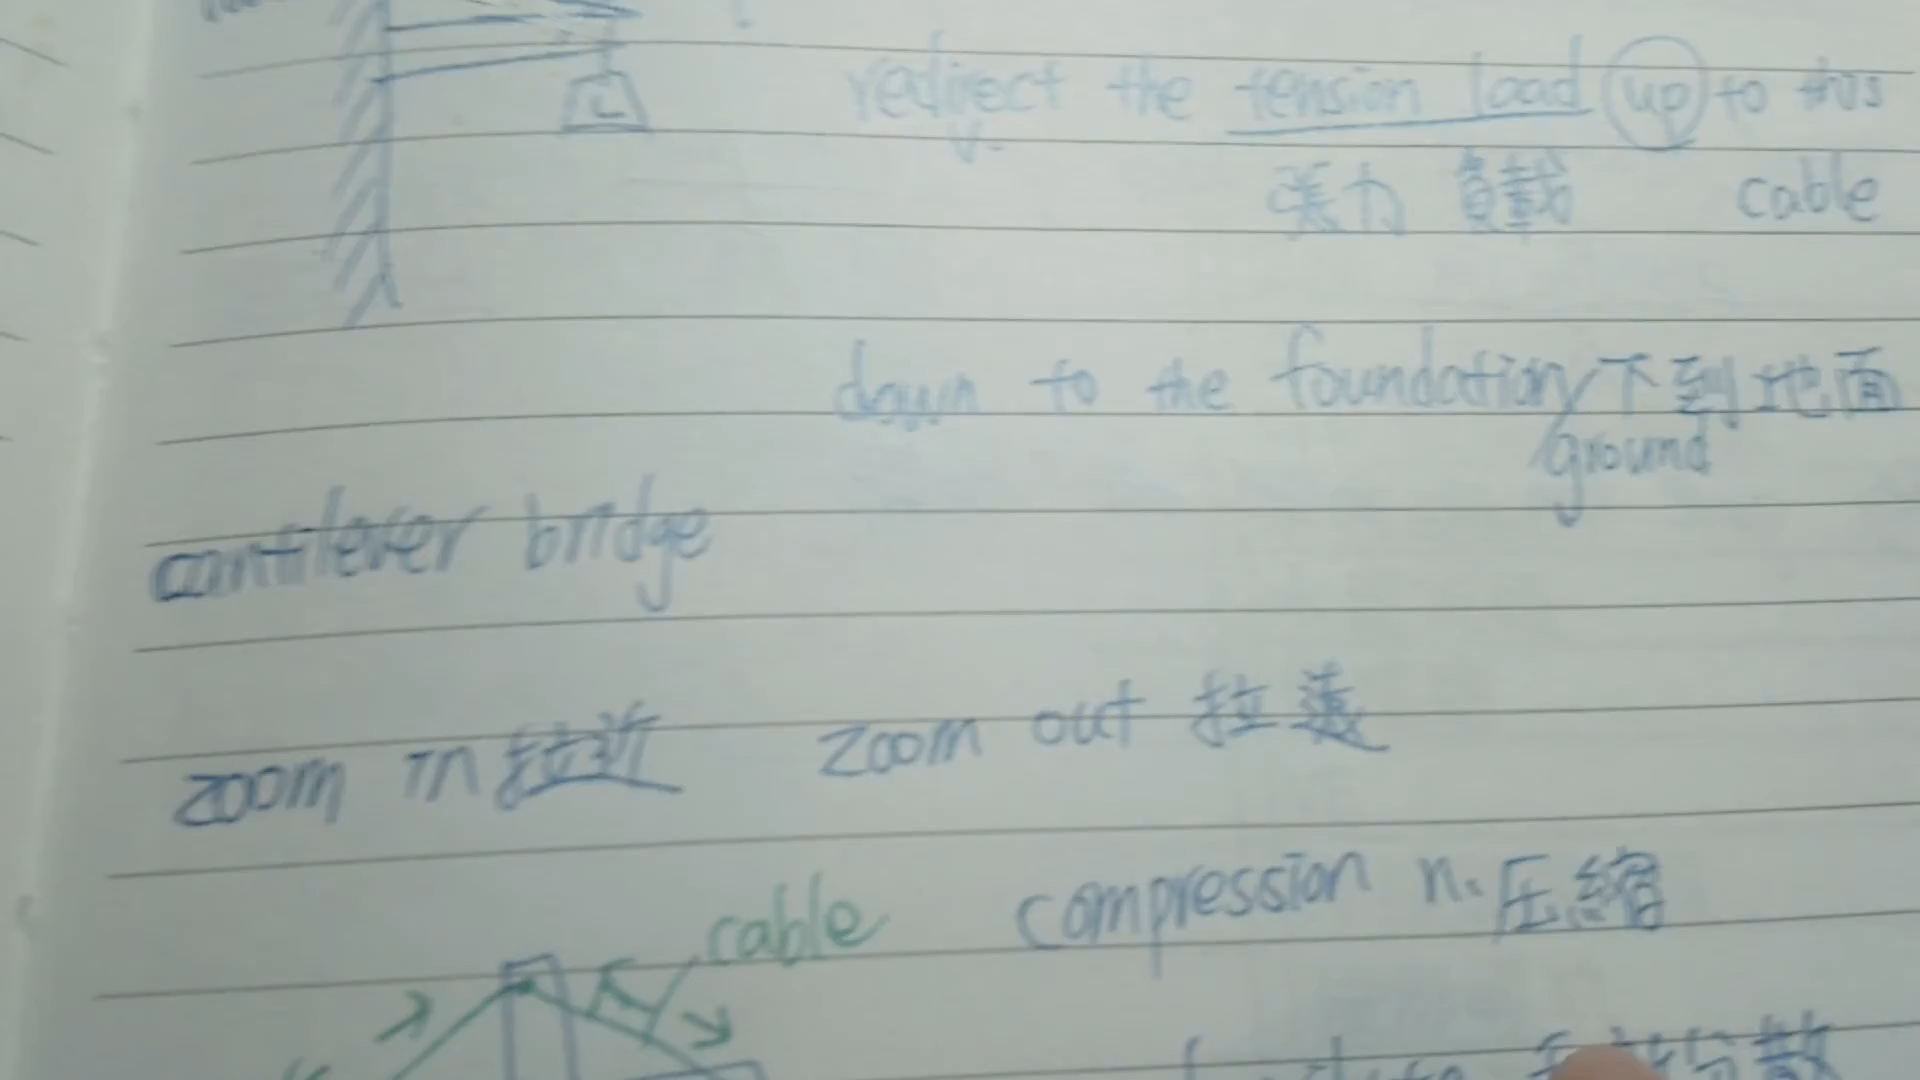 L
redirect the tension load up to this
v.
張力 負載 cable
down to the foundation/下到地面
ground
cantilever bridge
zoom in 拉近 zoom out 拉遠
cable compression n. 压縮